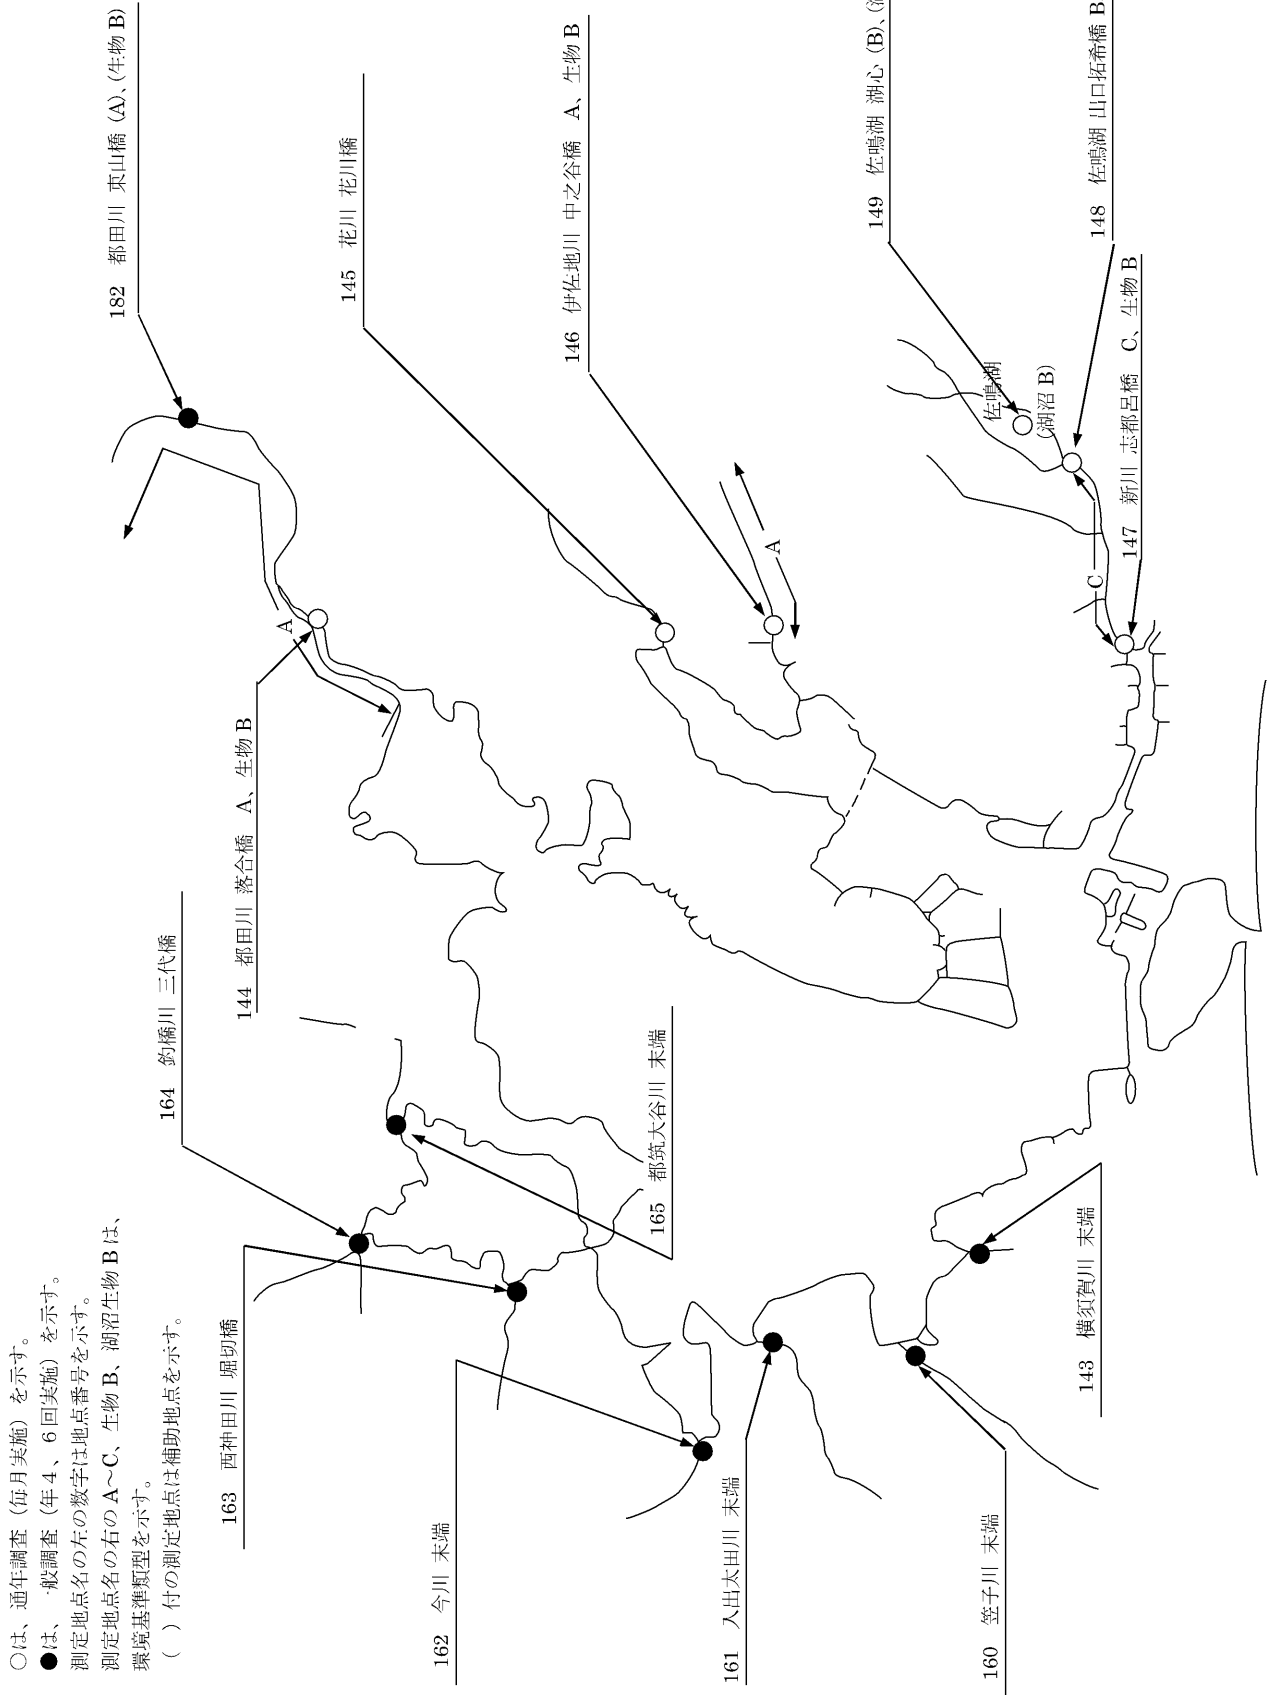 ○は、通年調査（毎月実施）を示す。
●は、一般調査（年４、６回実施）を示す。
測定地点名の左の数字は地点番号を示す。
測定地点名の右のA～C、生物B、湖沼生物Bは、
環境基準類型を示す。
（　）付の測定地点は補助地点を示す。
182　都田川 東山橋（A）、（生物B）
164　釣橋川 三代橋
163　西神田川 堀切橋
144　都田川 落合橋　A、生物B
A
145　花川 花川橋
162　今川 末端
146　伊佐地川 中之谷橋　A、生物B
165　都筑大谷川 末端
161　入出太田川 末端
A
149　佐鳴湖 湖心（B）、
佐鳴湖
（湖沼B）
160　笠子川 末端
143　横須賀川 末端
148　佐鳴湖 出口拓希橋 B
C
147　新川 志都呂橋　C、生物B